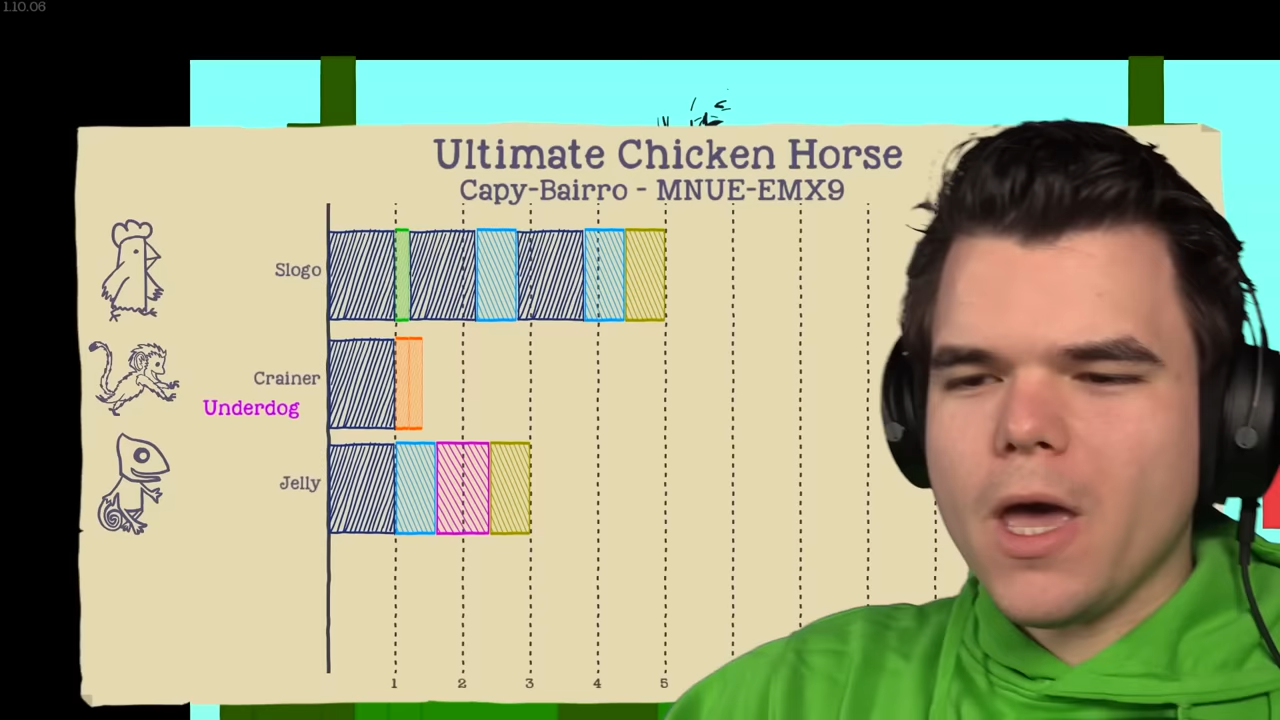 1.10.06
Ultimate Chicken Horse
Capy-Bairro - MNUE-EMX9
Slogo
Crainer
Underdog
Jelly
1 2 3 4 5